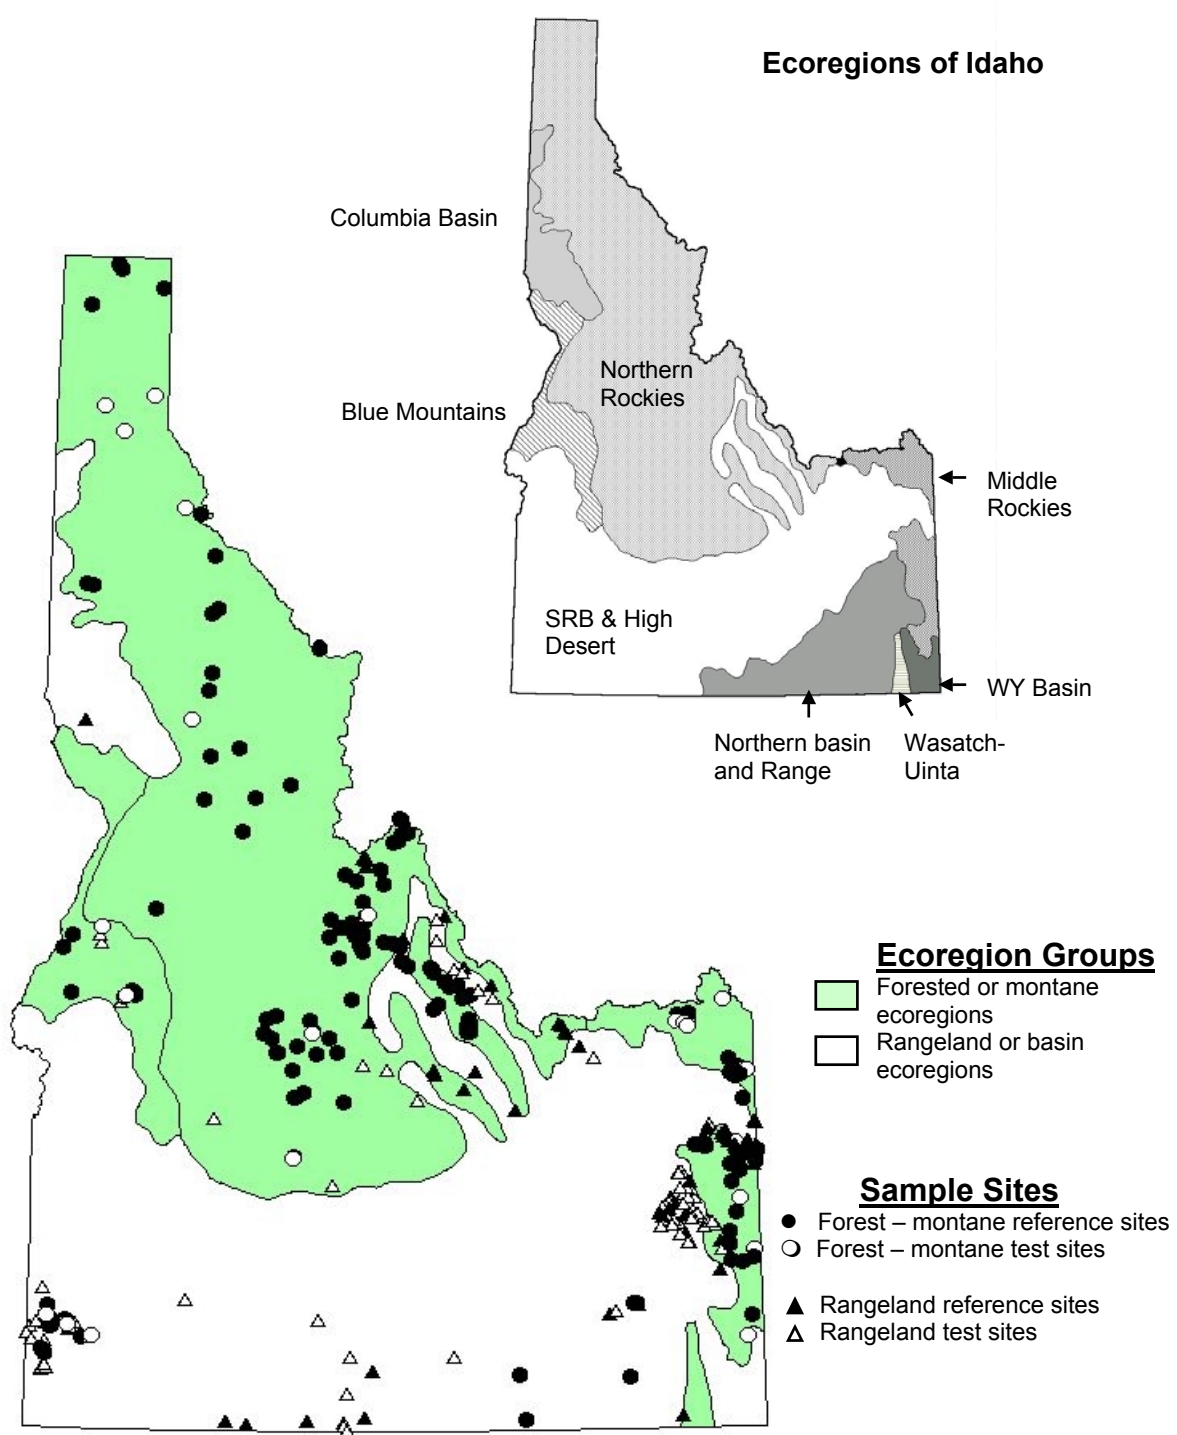 Ecoregions of Idaho
Columbia Basin
Northern
Rockies
Blue Mountains
Middle
Rockies
SRB & High
Desert
WY Basin
Northern basin
and Range
Wasatch-
Uinta
Ecoregion Groups
Forested or montane
ecoregions
Rangeland or basin
ecoregions
Sample Sites
Forest – montane reference sites
Forest – montane test sites
Rangeland reference sites
Rangeland test sites